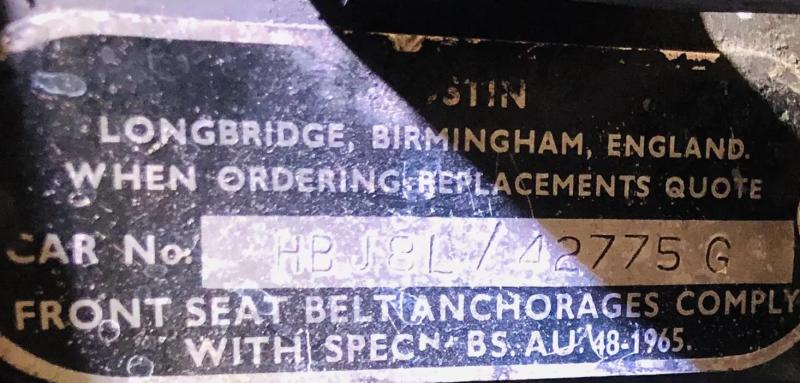 STIN
LONGBRIDGE, BIRMINGHAM, ENGLAND.
WHEN ORDERING REPLACEMENTS QUOTE
CAR No. HBJ8L/42775 G
FRONT SEAT BELT ANCHORAGES COMPLY
WITH SPECN. BS. AU. 48-1965.